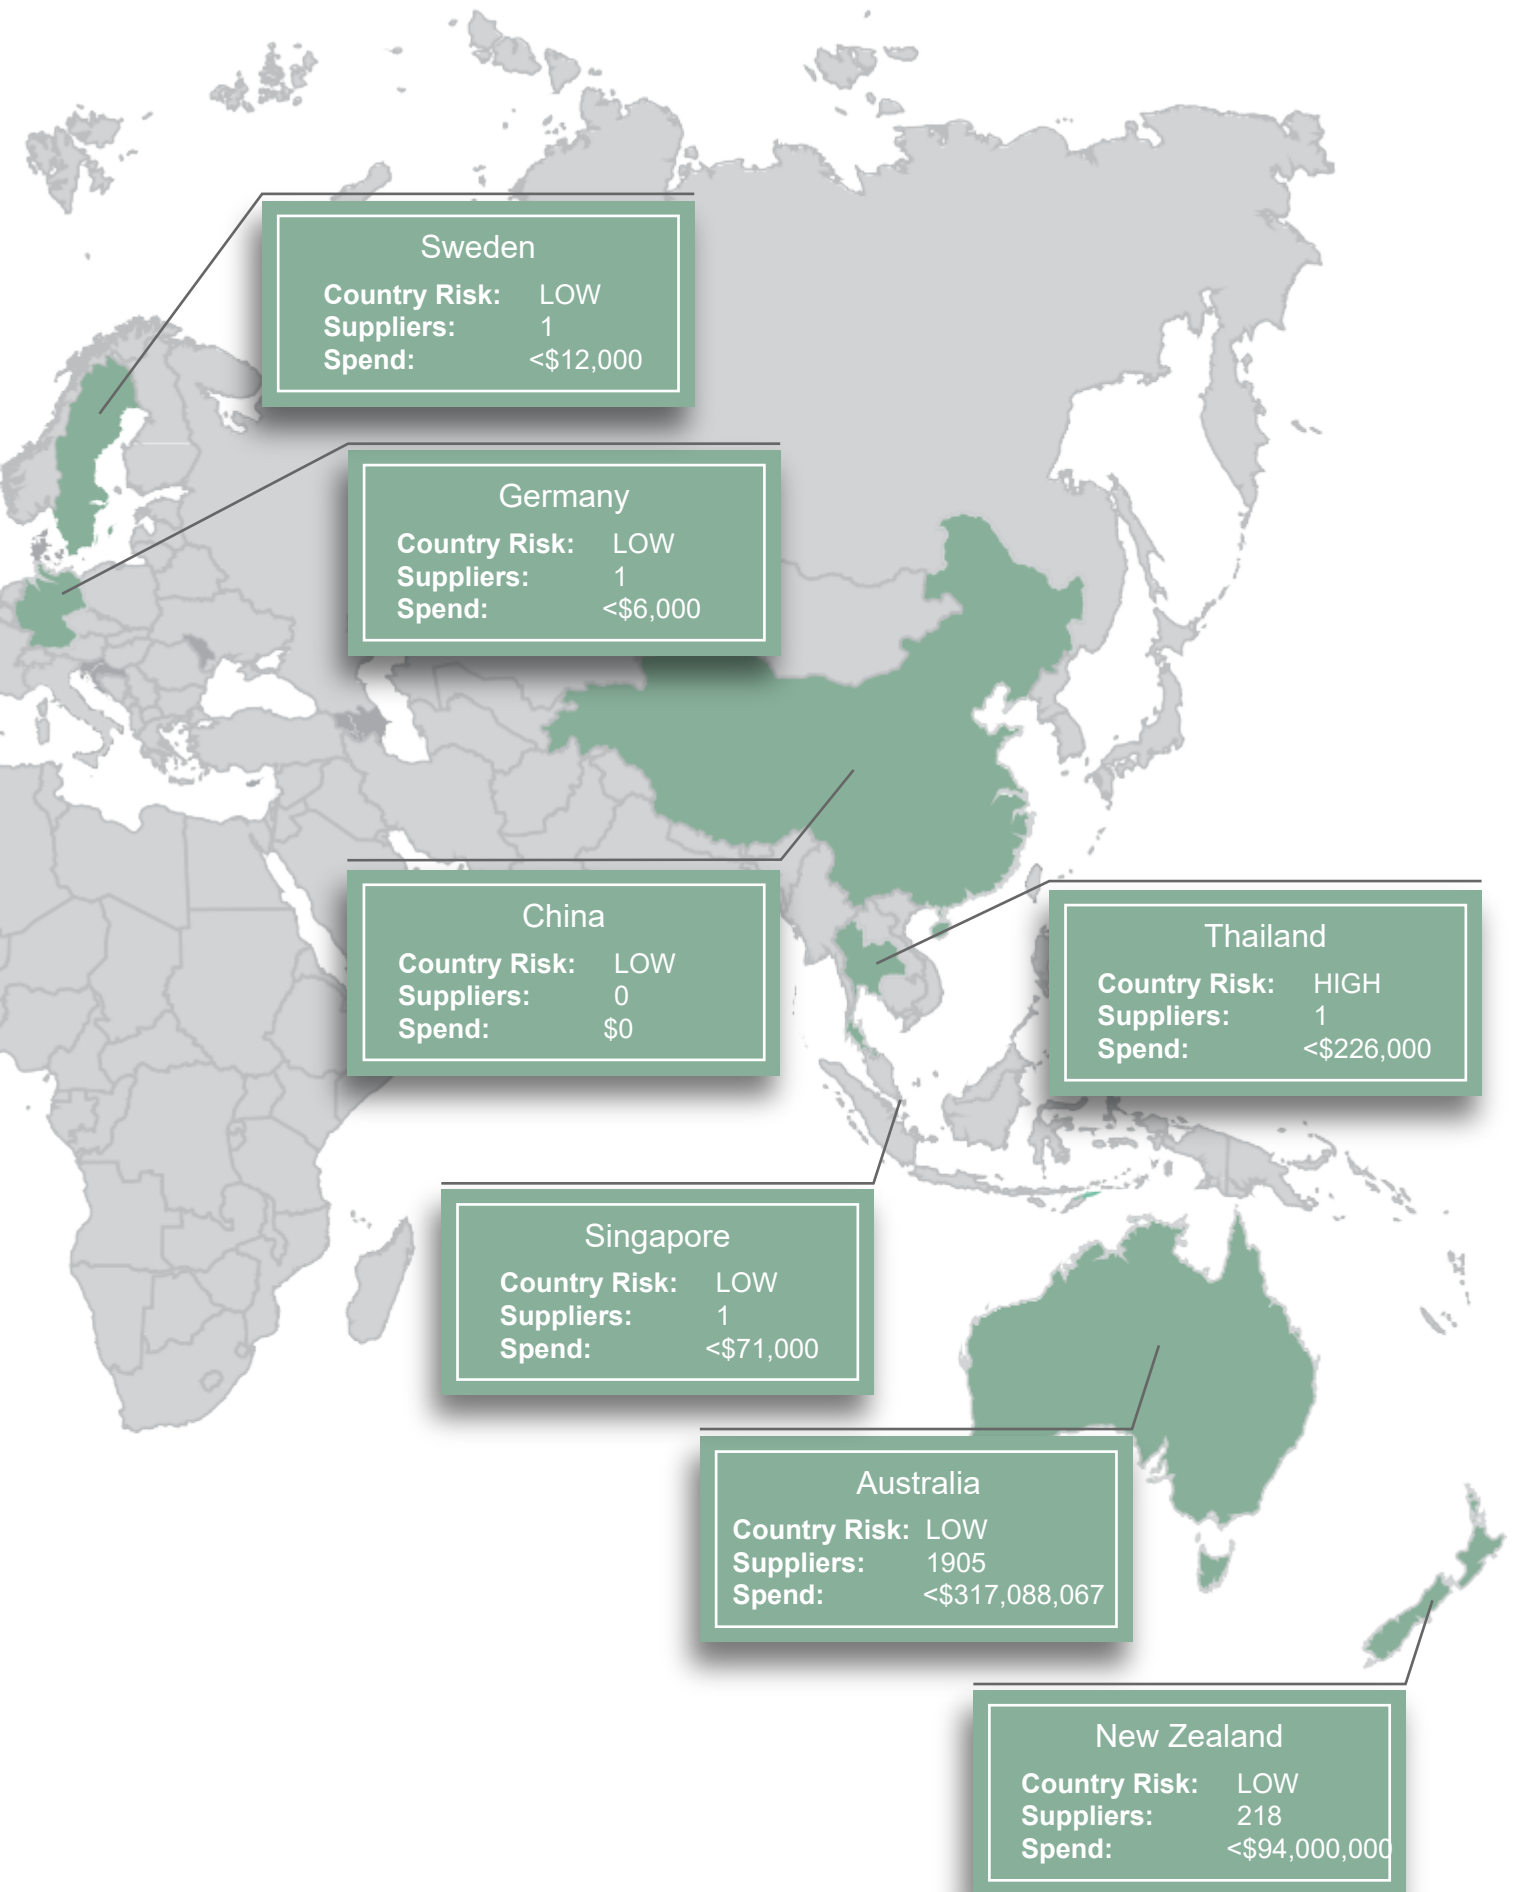 Sweden
Country Risk: LOW
Suppliers: 1
Spend: <$12,000
Germany
Country Risk: LOW
Suppliers: 1
Spend: <$6,000
China
Country Risk: LOW
Suppliers: 0
Spend: $0
Thailand
Country Risk: HIGH
Suppliers: 1
Spend: <$226,000
Singapore
Country Risk: LOW
Suppliers: 1
Spend: <$71,000
Australia
Country Risk: LOW
Suppliers: 1905
Spend: <$317,088,067
New Zealand
Country Risk: LOW
Suppliers: 218
Spend: <$94,000,000